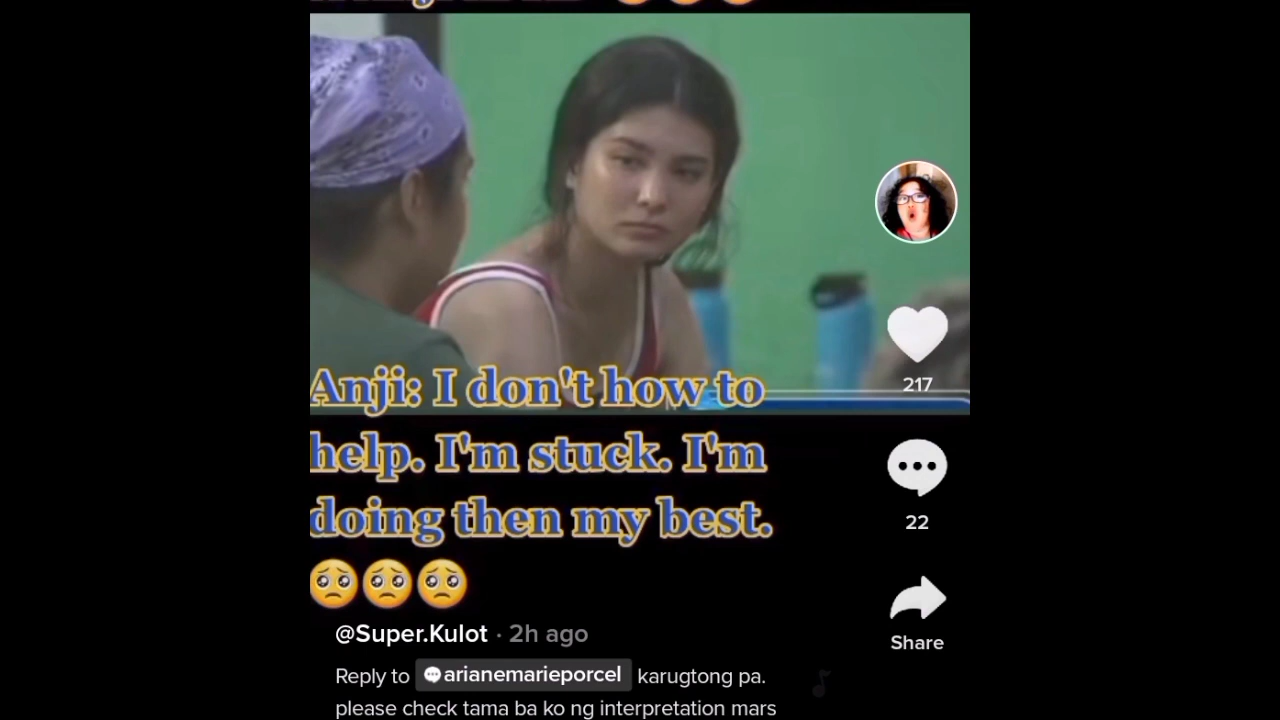 Anji: I don't how to
help. I'm stuck. I'm
doing then my best.
🥺🥺🥺
217
22
Share
@Super.Kulot · 2h ago
Reply to arianemarieporcel karugtong pa.
please check tama ba ko ng interpretation mars